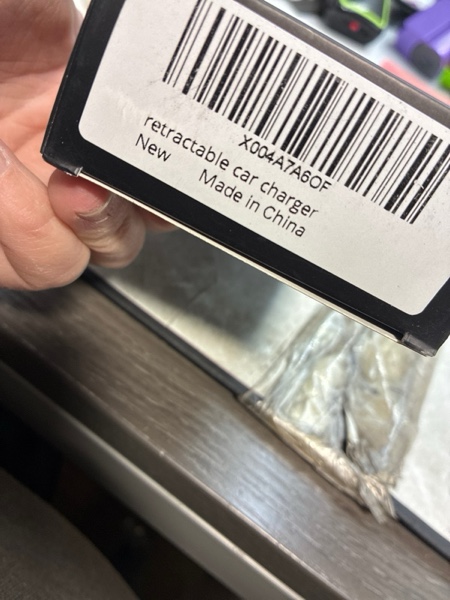 X004A7A6OF
retractable car charger
New
Made in China